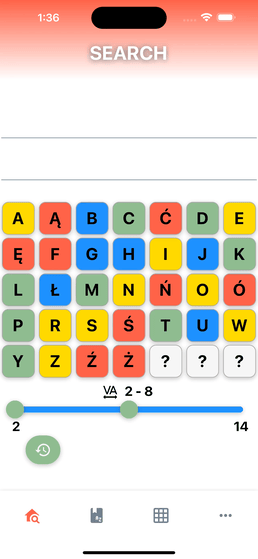 1:36
SEARCH
A Ą B C Ć D E
Ę F G H I J K
L Ł M N Ń O Ó
P R S Ś T U W
Y Z Ź Ż ? ? ?
VA 2 - 8
2 14